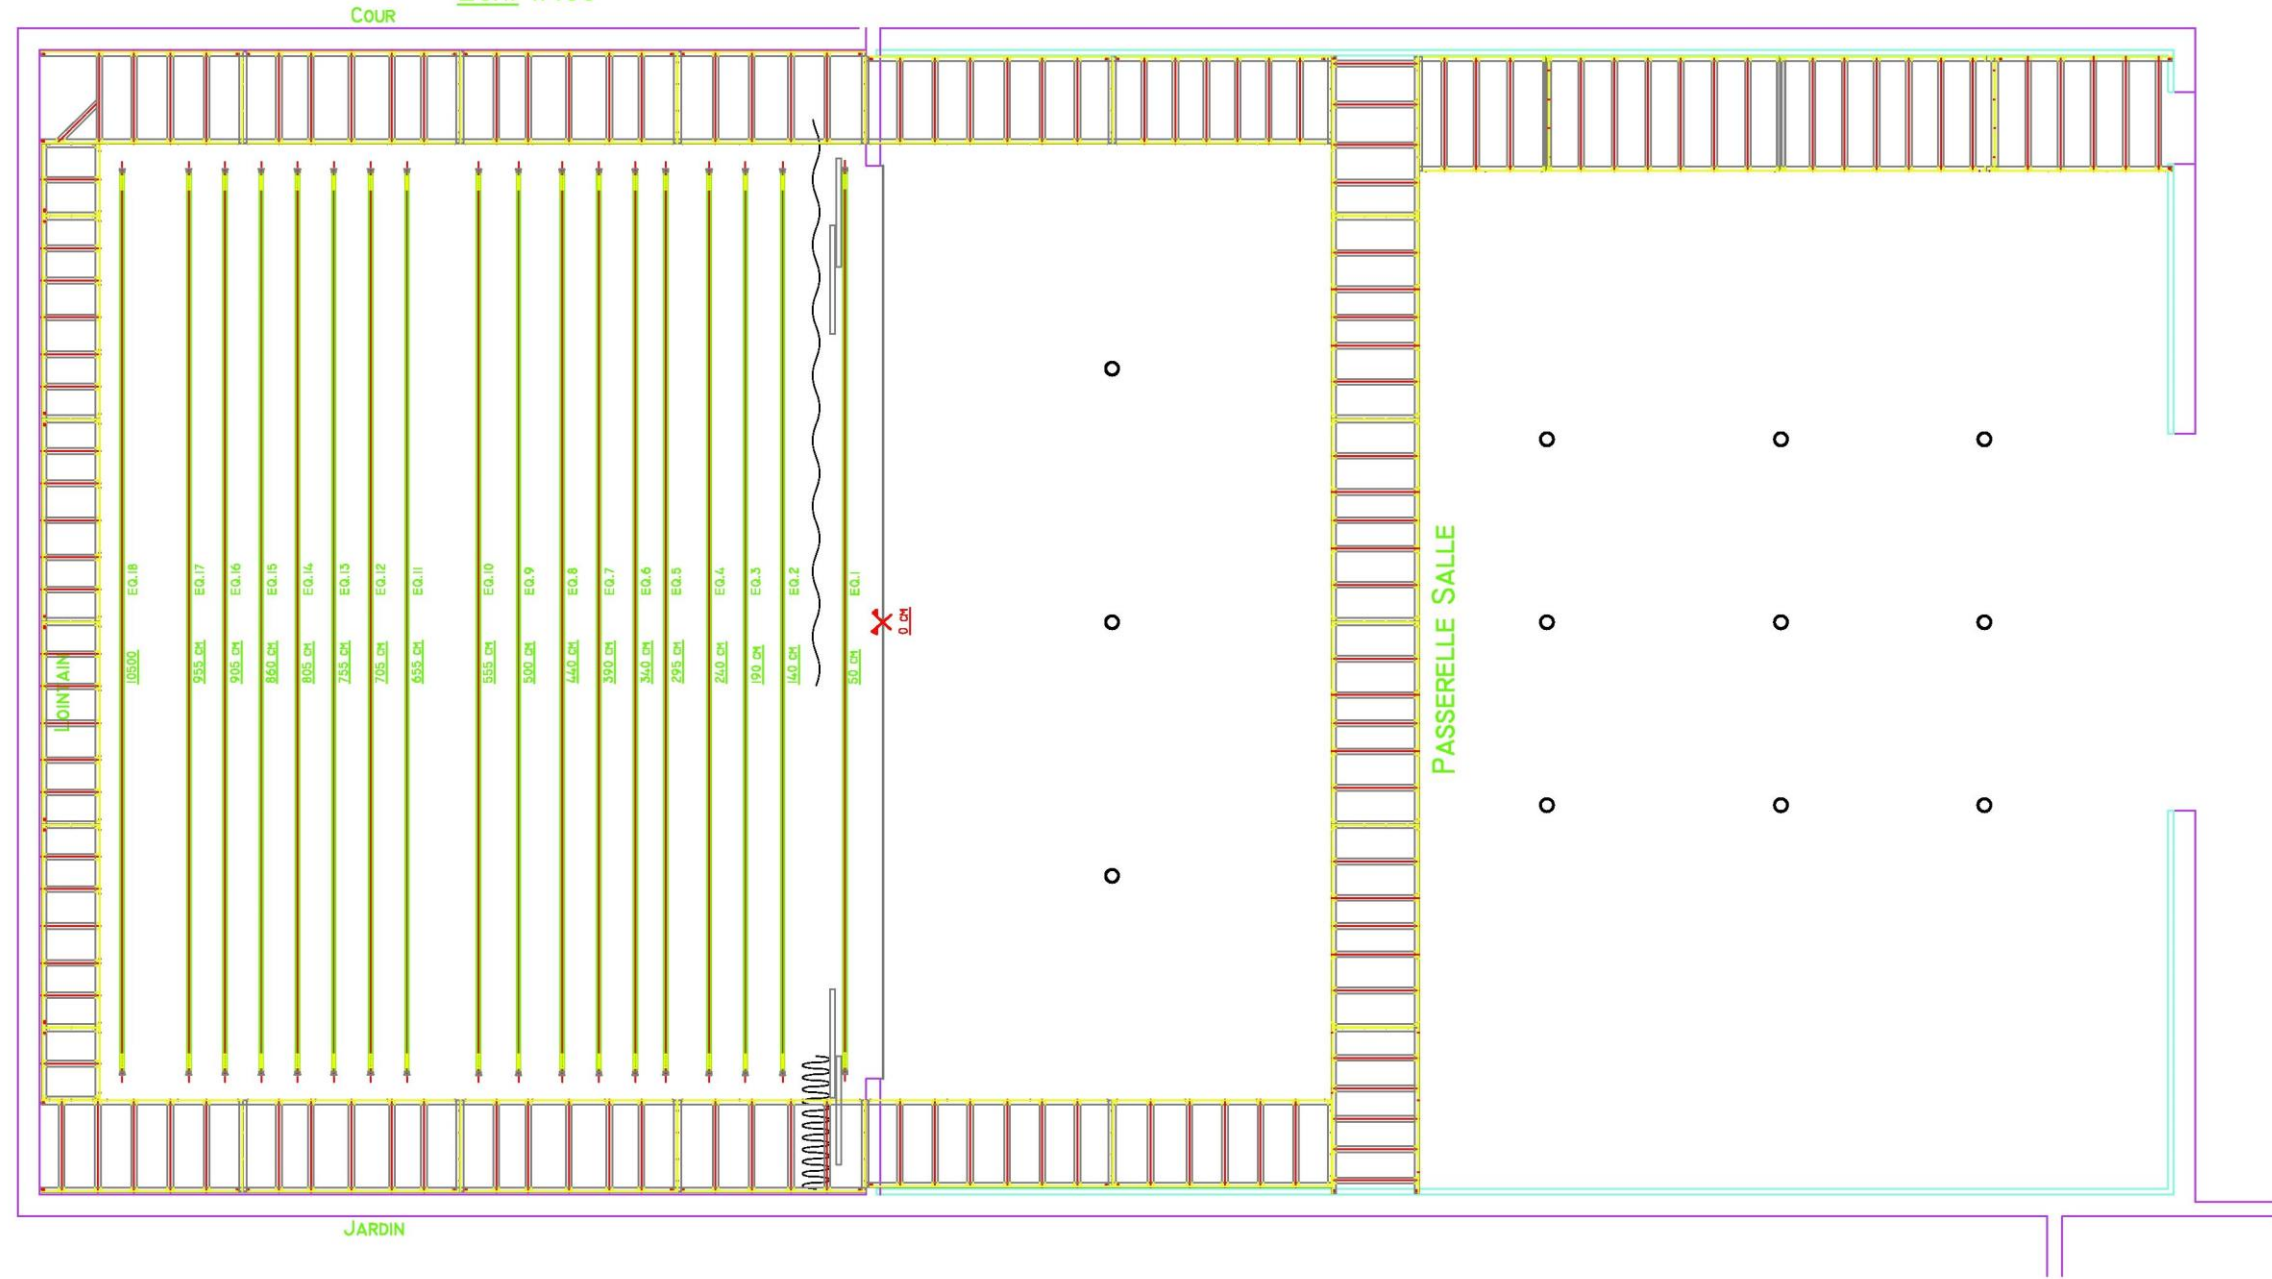 COUR
EQ.18
EQ.17
EQ.16
EQ.15
EQ.14
EQ.13
EQ.12
EQ.11
EQ.10
EQ.9
EQ.8
EQ.7
EQ.6
EQ.5
EQ.4
EQ.3
EQ.2
EQ.1
10500
955 CM
905 CM
860 CM
805 CM
755 CM
705 CM
655 CM
555 CM
500 CM
440 CM
390 CM
340 CM
295 CM
240 CM
190 CM
140 CM
50 CM
0 CM
LOINTAIN
PASSERELLE SALLE
JARDIN